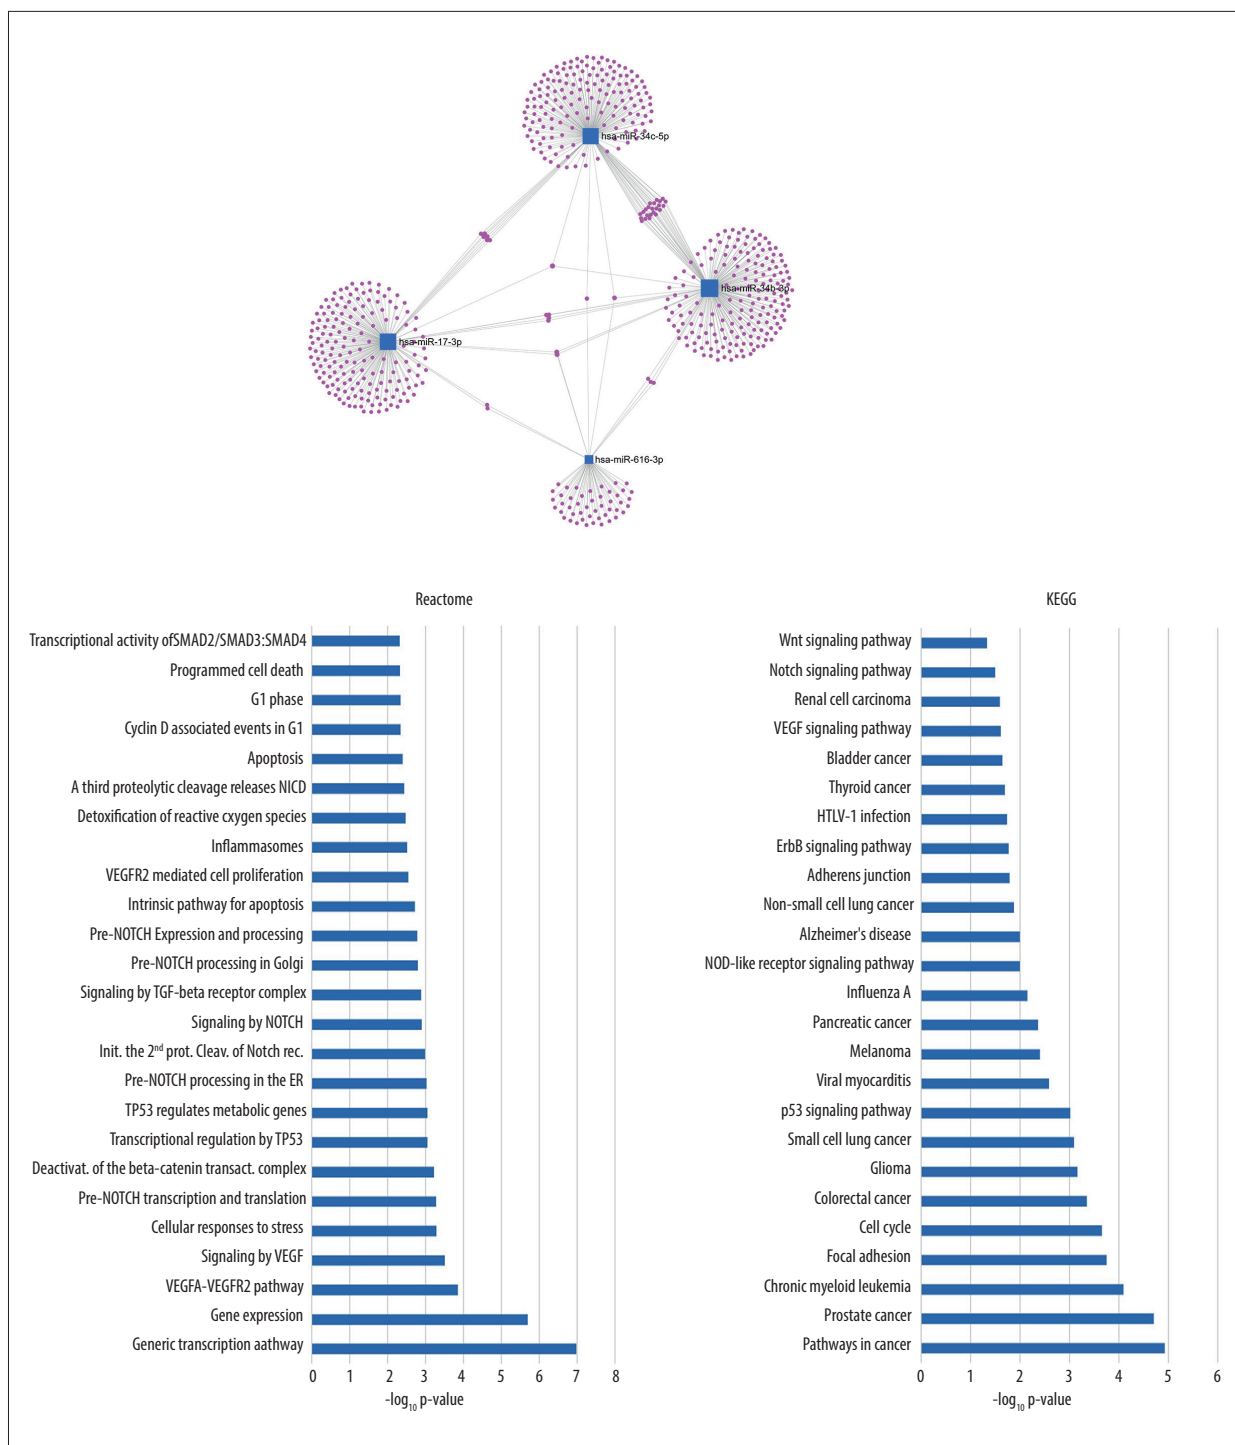 hsa-miR-34c-5p
hsa-miR-34b-3p
hsa-miR-17-3p
hsa-miR-616-3p
Reactome
Transcriptional activity ofSMAD2/SMAD3:SMAD4
Programmed cell death
G1 phase
Cyclin D associated events in G1
Apoptosis
A third proteolytic cleavage releases NICD
Detoxification of reactive cxygen species
Inflammasomes
VEGFR2 mediated cell proliferation
Intrinsic pathway for apoptosis
Pre-NOTCH Expression and processing
Pre-NOTCH processing in Golgi
Signaling by TGF-beta receptor complex
Signaling by NOTCH
Init. the 2nd prot. Cleav. of Notch rec.
Pre-NOTCH processing in the ER
TP53 regulates metabolic genes
Transcriptional regulation by TP53
Deactivat. of the beta-catenin transact. complex
Pre-NOTCH transcription and translation
Cellular responses to stress
Signaling by VEGF
VEGFA-VEGFR2 pathway
Gene expression
Generic transcription aathway
0 1 2 3 4 5 6 7 8
-log10 p-value
KEGG
Wnt signaling pathway
Notch signaling pathway
Renal cell carcinoma
VEGF signaling pathway
Bladder cancer
Thyroid cancer
HTLV-1 infection
ErbB signaling pathway
Adherens junction
Non-small cell lung cancer
Alzheimer's disease
NOD-like receptor signaling pathway
Influenza A
Pancreatic cancer
Melanoma
Viral myocarditis
p53 signaling pathway
Small cell lung cancer
Glioma
Colorectal cancer
Cell cycle
Focal adhesion
Chronic myeloid leukemia
Prostate cancer
Pathways in cancer
0 1 2 3 4 5 6
-log10 p-value